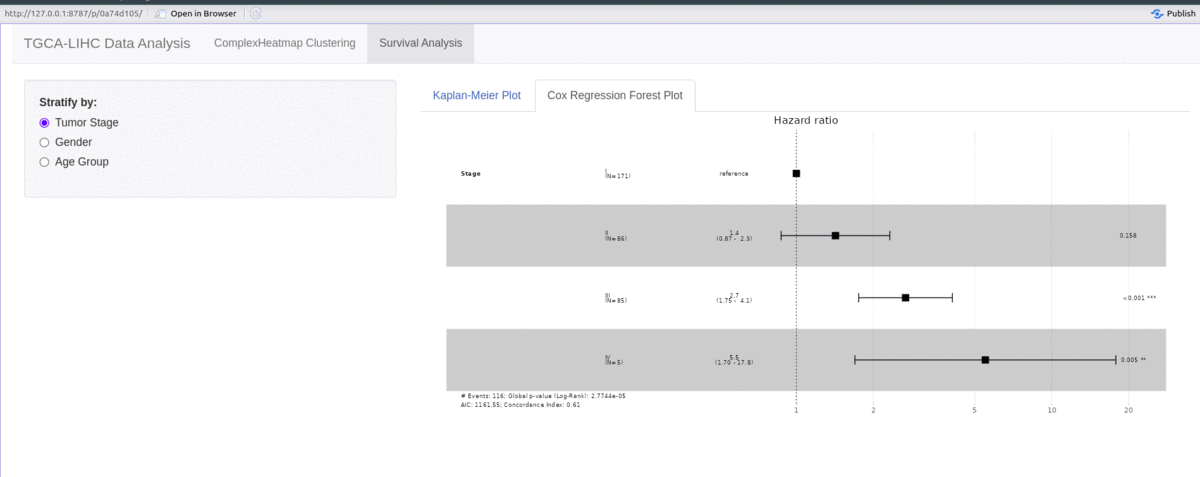 http://127.0.0.1:8787/p/0a74d105/ Open in Browser Publish
TGCA-LIHC Data Analysis ComplexHeatmap Clustering Survival Analysis
Stratify by:
Tumor Stage
Gender
Age Group
Kaplan-Meier Plot Cox Regression Forest Plot
Hazard ratio
Stage I (N=171) reference
II (N=86) 1.4 (0.87 - 2.3) 0.158
III (N=85) 2.7 (1.75 - 4.1) <0.001 ***
IV (N=5) 5.5 (1.70 - 17.8) 0.005 **
# Events: 116; Global p-value (Log-Rank): 2.7744e-05
AIC: 1161.55; Concordance Index: 0.61
1 2 5 10 20